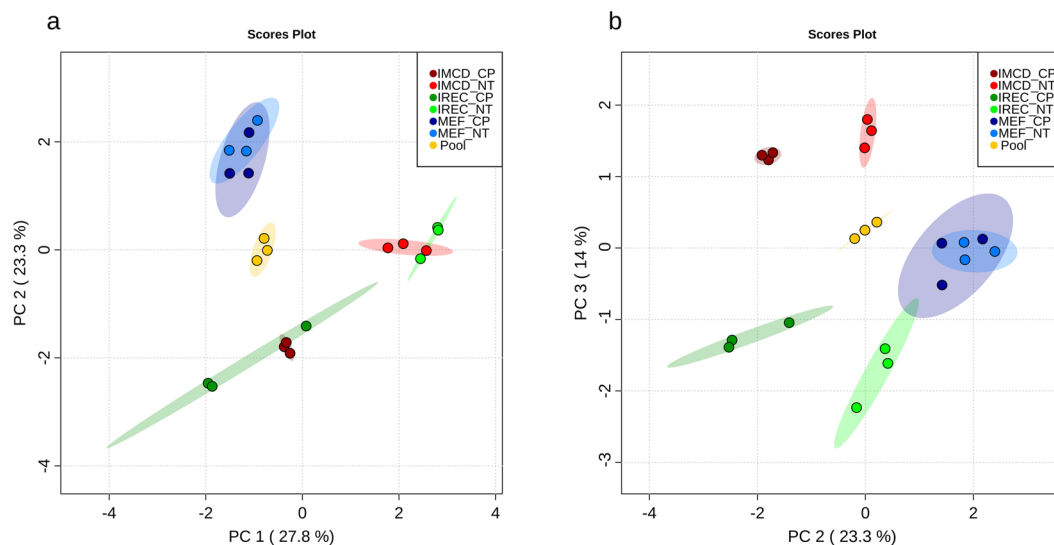 a
Scores Plot
IMCD_CP
IMCD_NT
IREC_CP
IREC_NT
MEF_CP
MEF_NT
Pool
PC 2 ( 23.3 %)
2
0
-2
-4
-4
-2
0
2
4
PC 1 ( 27.8 %)
b
Scores Plot
IMCD_CP
IMCD_NT
IREC_CP
IREC_NT
MEF_CP
MEF_NT
Pool
PC 3 ( 14 %)
2
1
0
-1
-2
-3
-4
-2
0
2
PC 2 ( 23.3 %)